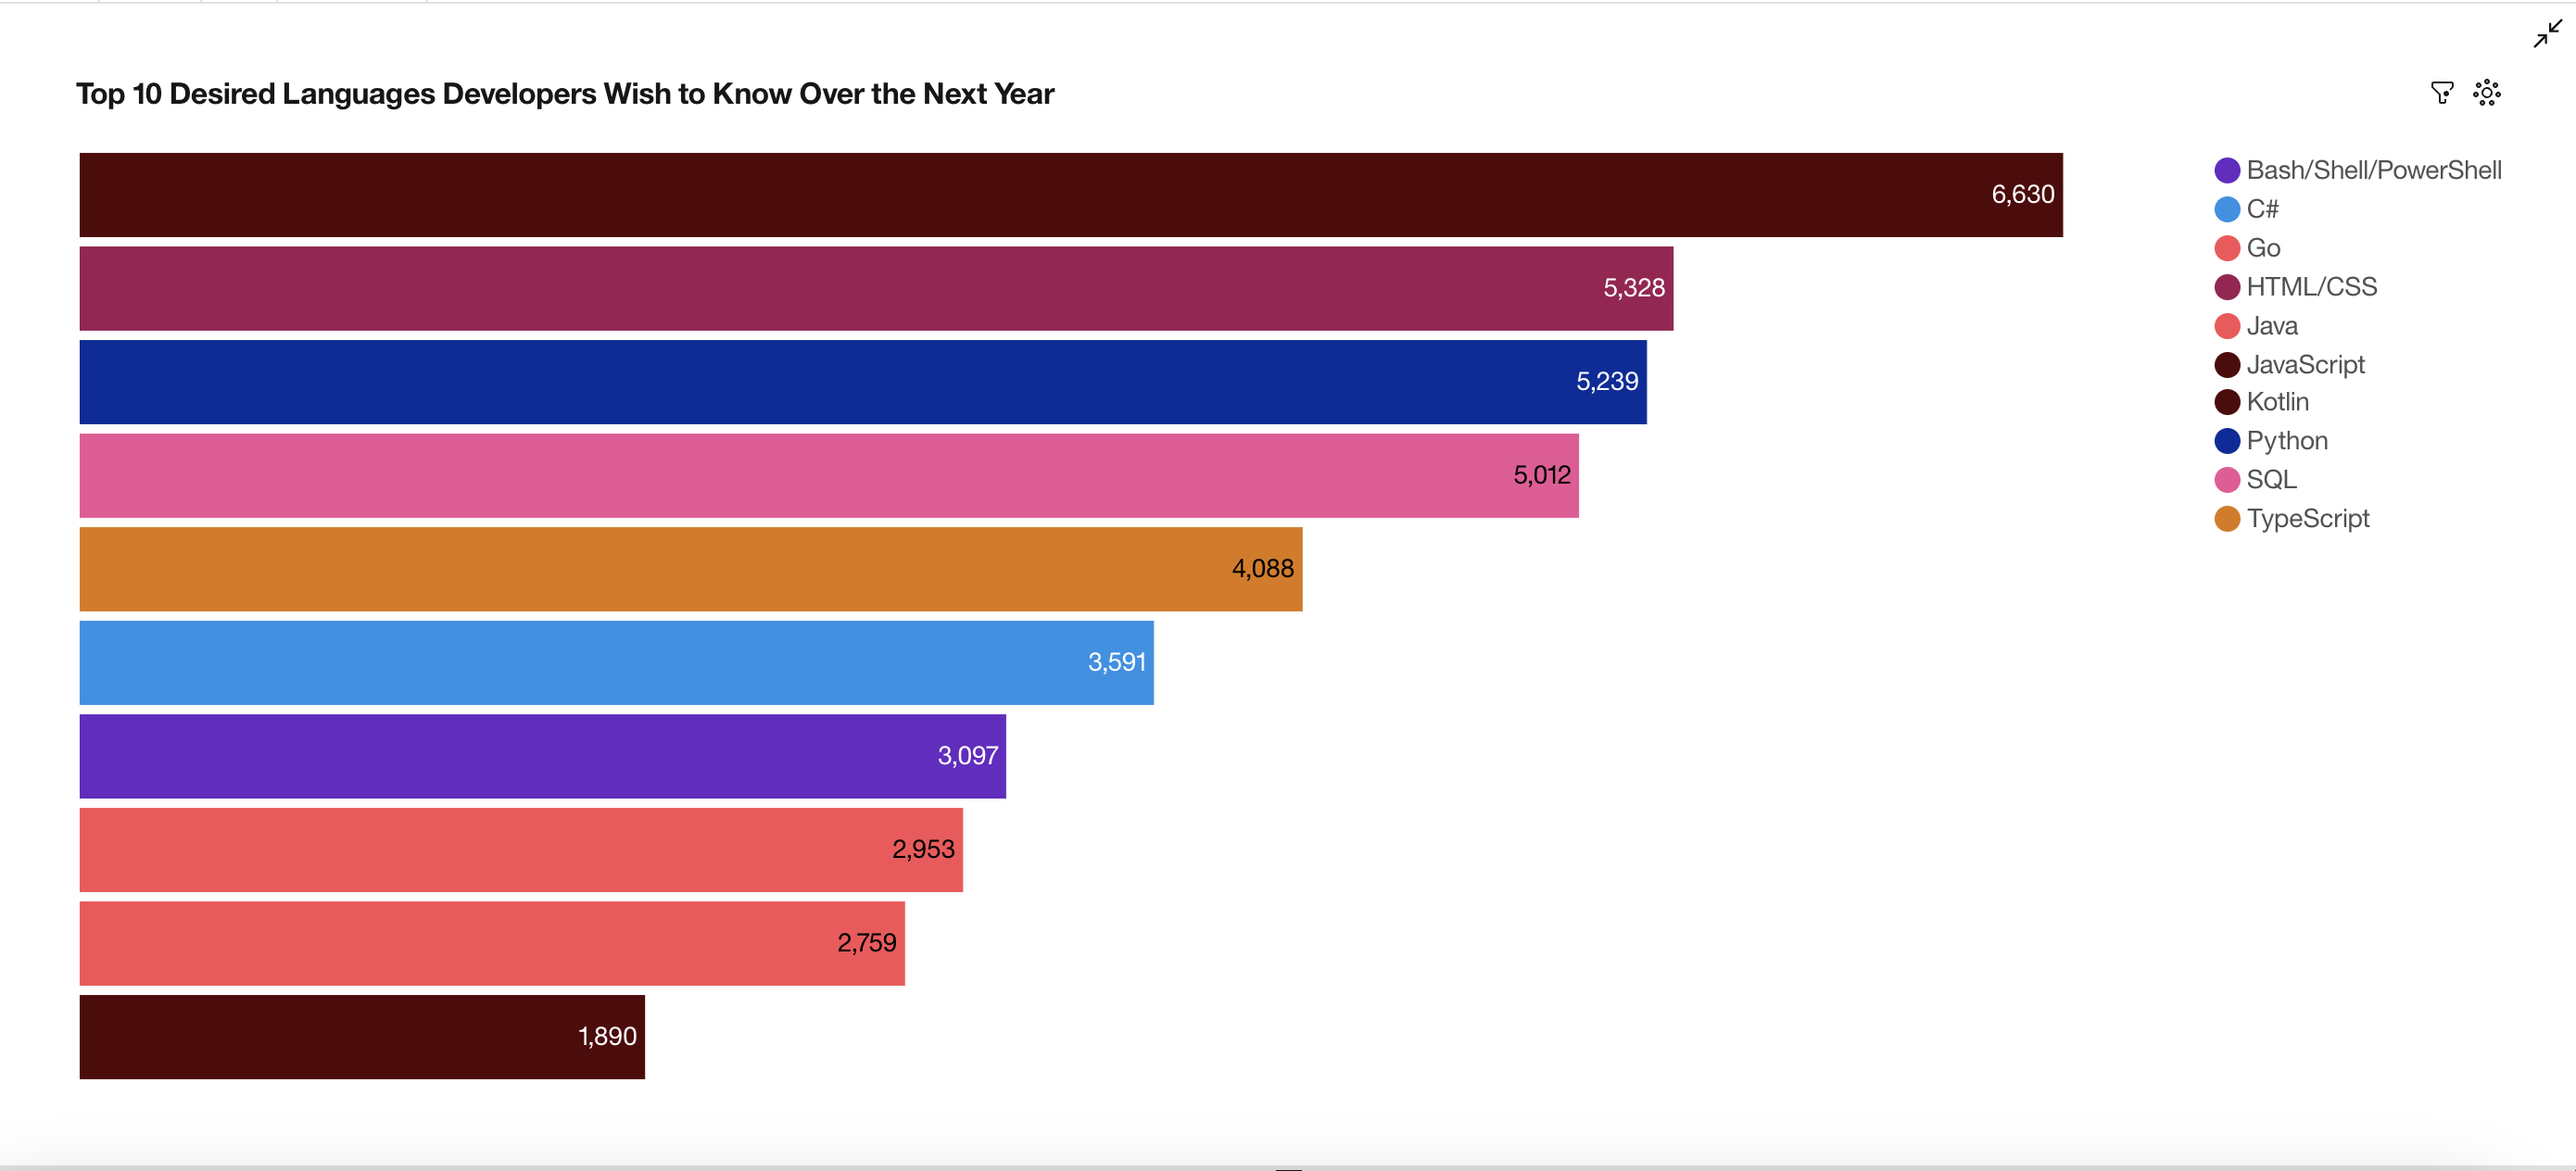 Top 10 Desired Languages Developers Wish to Know Over the Next Year
6,630
5,328
5,239
5,012
4,088
3,591
3,097
2,953
2,759
1,890
Bash/Shell/PowerShell
C#
Go
HTML/CSS
Java
JavaScript
Kotlin
Python
SQL
TypeScript